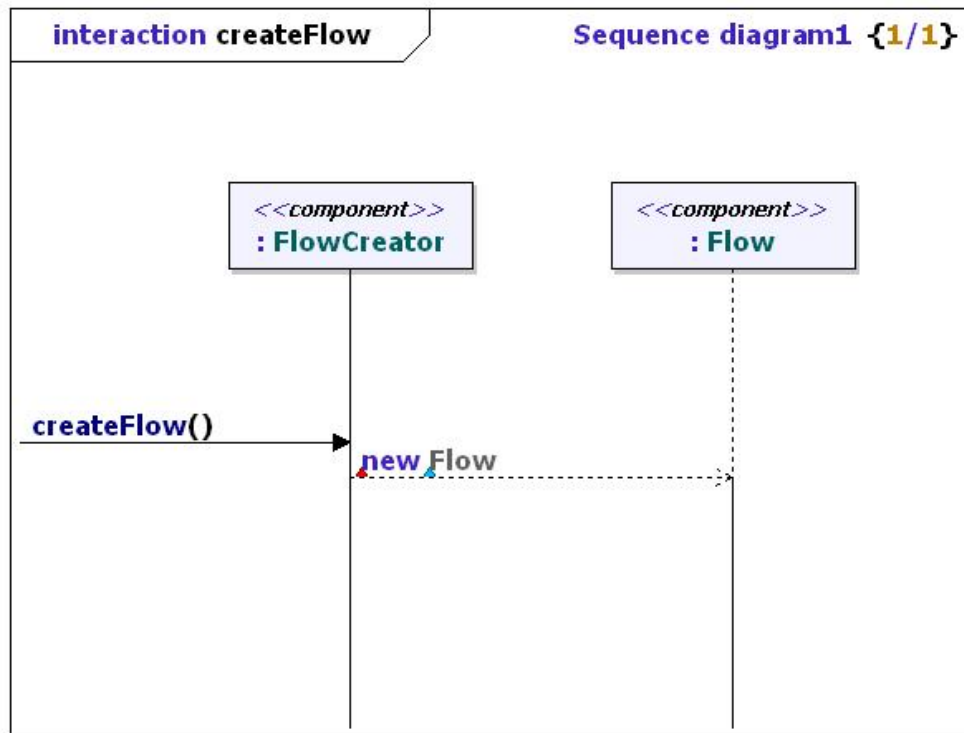 interaction createFlow
Sequence diagram1 {1/1}
<<component>>
: FlowCreator
<<component>>
: Flow
createFlow()
new Flow